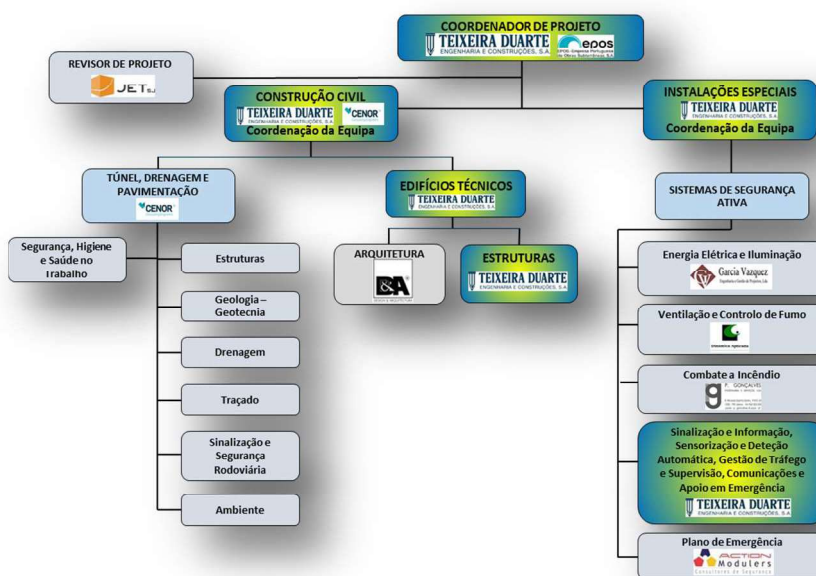 COORDENADOR DE PROJETO
TEIXEIRA DUARTE
ENGENHARIA E CONSTRUÇÕES, S.A.
epos
REVISOR DE PROJETO
JETsj
CONSTRUÇÃO CIVIL
TEIXEIRA DUARTE
ENGENHARIA E CONSTRUÇÕES, S.A.
CENOR
Coordenação da Equipa
INSTALAÇÕES ESPECIAIS
TEIXEIRA DUARTE
ENGENHARIA E CONSTRUÇÕES, S.A.
Coordenação da Equipa
TÚNEL, DRENAGEM E
PAVIMENTAÇÃO
CENOR
EDIFÍCIOS TÉCNICOS
TEIXEIRA DUARTE
ENGENHARIA E CONSTRUÇÕES, S.A.
SISTEMAS DE SEGURANÇA
ATIVA
Segurança, Higiene
e Saúde no
Trabalho
Estruturas
Geologia –
Geotecnia
Drenagem
Traçado
Sinalização e
Segurança
Rodoviária
Ambiente
ARQUITETURA
ESTRUTURAS
TEIXEIRA DUARTE
ENGENHARIA E CONSTRUÇÕES, S.A.
Energia Elétrica e Iluminação
Garcia Vazquez
Ventilação e Controlo de Fumo
Combate a Incêndio
P. GONÇALVES
Sinalização e Informação,
Sensorização e Deteção
Automática, Gestão de Tráfego
e Supervisão, Comunicações e
Apoio em Emergência
TEIXEIRA DUARTE
ENGENHARIA E CONSTRUÇÕES, S.A.
Plano de Emergência
ACTION
Modulers
Consultores de Segurança